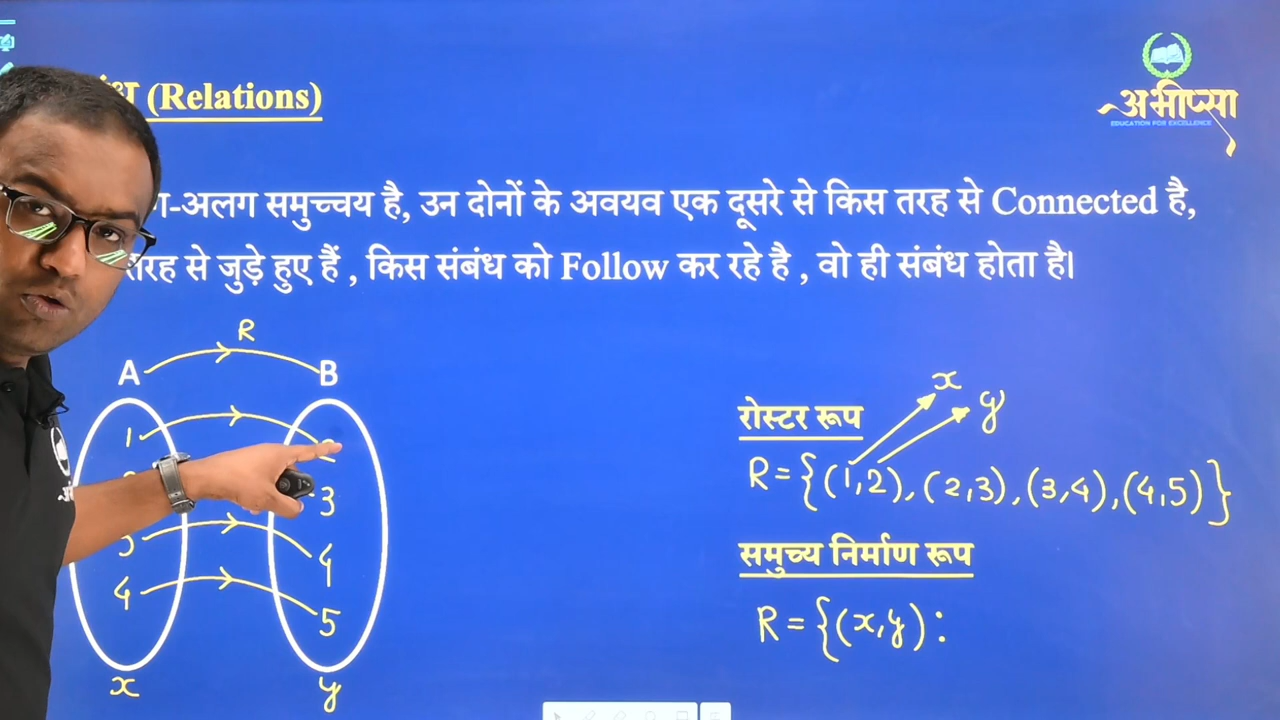 (Relations)
अभीप्सा
EDUCATION FOR EXCELLENCE
-अलग समुच्चय है, उन दोनों के अवयव एक दूसरे से किस तरह से Connected है,
तरह से जुड़े हुए हैं , किस संबंध को Follow कर रहे है , वो ही संबंध होता है।
R
A B
1
3
3 4
4 5
x y
रोस्टर रूप
x
y
R = {(1,2), (2,3), (3,4), (4,5)}
समुच्य निर्माण रूप
R = {(x,y) :